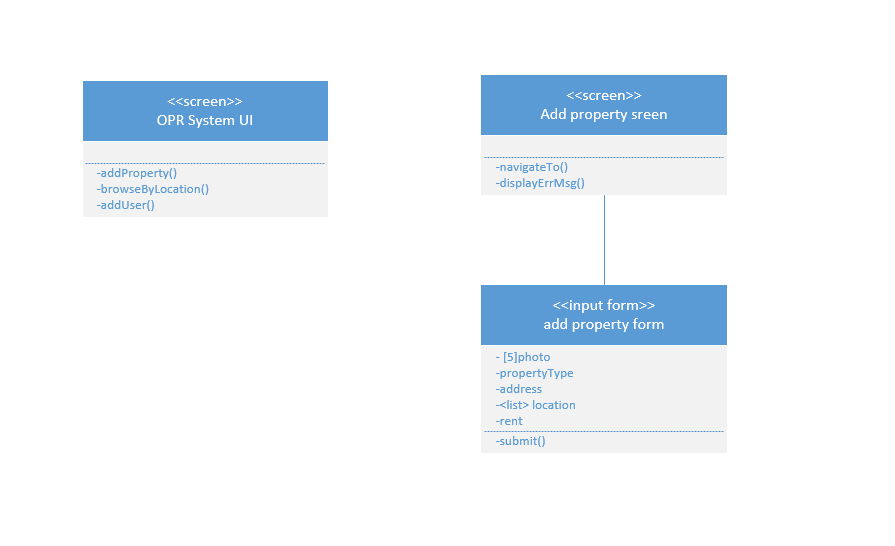 <<screen>>
OPR System UI
-addProperty()
-browseByLocation()
-addUser()
<<screen>>
Add property sreen
-navigateTo()
-displayErrMsg()
<<input form>>
add property form
- [5]photo
-propertyType
-address
-<list> location
-rent
-submit()